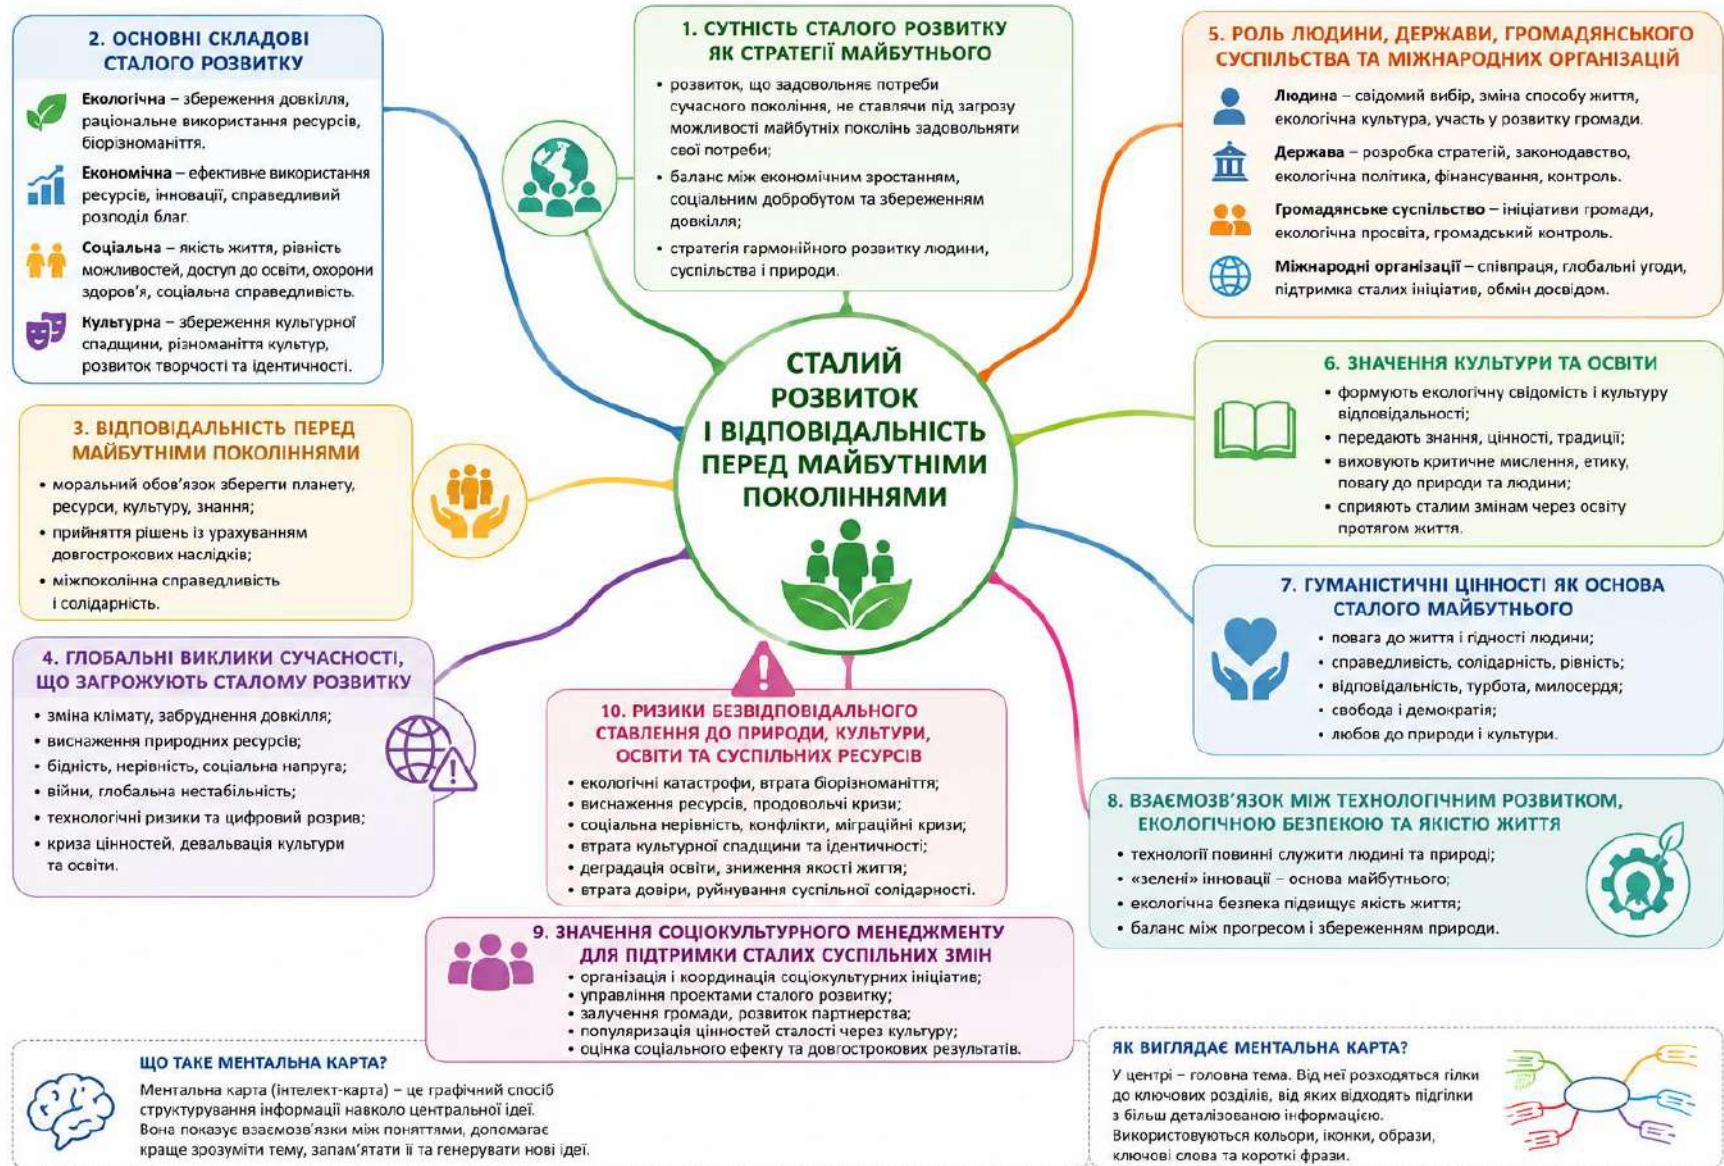 2. ОСНОВНІ СКЛАДОВІ
СТАЛОГО РОЗВИТКУ
Екологічна – збереження довкілля,
раціональне використання ресурсів,
біорізноманіття.
Економічна – ефективне використання
ресурсів, інновації, справедливий
розподіл благ.
Соціальна – якість життя, рівність
можливостей, доступ до освіти, охорони
здоров’я, соціальна справедливість.
Культурна – збереження культурної
спадщини, різноманіття культур,
розвиток творчості та ідентичності.
1. СУТНІСТЬ СТАЛОГО РОЗВИТКУ
ЯК СТРАТЕГІЇ МАЙБУТНЬОГО
• розвиток, що задовольняє потреби
сучасного покоління, не ставлячи під загрозу
можливості майбутніх поколінь задовольняти
свої потреби;
• баланс між економічним зростанням,
соціальним добробутом та збереженням
довкілля;
• стратегія гармонійного розвитку людини,
суспільства і природи.
5. РОЛЬ ЛЮДИНИ, ДЕРЖАВИ, ГРОМАДЯНСЬКОГО
СУСПІЛЬСТВА ТА МІЖНАРОДНИХ ОРГАНІЗАЦІЙ
Людина – свідомий вибір, зміна способу життя,
екологічна культура, участь у розвитку громади.
Держава – розробка стратегій, законодавство,
екологічна політика, фінансування, контроль.
Громадянське суспільство – ініціативи громади,
екологічна просвіта, громадський контроль.
Міжнародні організації – співпраця, глобальні угоди,
підтримка сталих ініціатив, обмін досвідом.
СТАЛИЙ
РОЗВИТОК
І ВІДПОВІДАЛЬНІСТЬ
ПЕРЕД МАЙБУТНІМИ
ПОКОЛІННЯМИ
3. ВІДПОВІДАЛЬНІСТЬ ПЕРЕД
МАЙБУТНІМИ ПОКОЛІННЯМИ
• моральний обов’язок зберегти планету,
ресурси, культуру, знання;
• прийняття рішень із урахуванням
довгострокових наслідків;
• міжпоколінна справедливість
і солідарність.
6. ЗНАЧЕННЯ КУЛЬТУРИ ТА ОСВІТИ
• формують екологічну свідомість і культуру
відповідальності;
• передають знання, цінності, традиції;
• виховують критичне мислення, етику,
повагу до природи та людини;
• сприяють сталим змінам через освіту
протягом життя.
4. ГЛОБАЛЬНІ ВИКЛИКИ СУЧАСНОСТІ,
ЩО ЗАГРОЖУЮТЬ СТАЛОМУ РОЗВИТКУ
• зміна клімату, забруднення довкілля;
• виснаження природних ресурсів;
• бідність, нерівність, соціальна напруга;
• війни, глобальна нестабільність;
• технологічні ризики та цифровий розрив;
• криза цінностей, девальвація культури
та освіти.
7. ГУМАНІСТИЧНІ ЦІННОСТІ ЯК ОСНОВА
СТАЛОГО МАЙБУТНЬОГО
• повага до життя і гідності людини;
• справедливість, солідарність, рівність;
• відповідальність, турбота, милосердя;
• свобода і демократія;
• любов до природи і культури.
10. РИЗИКИ БЕЗВІДПОВІДАЛЬНОГО
СТАВЛЕННЯ ДО ПРИРОДИ, КУЛЬТУРИ,
ОСВІТИ ТА СУСПІЛЬНИХ РЕСУРСІВ
• екологічні катастрофи, втрата біорізноманіття;
• виснаження ресурсів, продовольчі кризи;
• соціальна нерівність, конфлікти, міграційні кризи;
• втрата культурної спадщини та ідентичності;
• деградація освіти, зниження якості життя;
• втрата довіри, руйнування суспільної солідарності.
8. ВЗАЄМОЗВ’ЯЗОК МІЖ ТЕХНОЛОГІЧНИМ РОЗВИТКОМ,
ЕКОЛОГІЧНОЮ БЕЗПЕКОЮ ТА ЯКІСТЮ ЖИТТЯ
• технології повинні служити людині та природі;
• «зелені» інновації – основа майбутнього;
• екологічна безпека підвищує якість життя;
• баланс між прогресом і збереженням природи.
9. ЗНАЧЕННЯ СОЦІОКУЛЬТУРНОГО МЕНЕДЖМЕНТУ
ДЛЯ ПІДТРИМКИ СТАЛИХ СУСПІЛЬНИХ ЗМІН
• організація і координація соціокультурних ініціатив;
• управління проектами сталого розвитку;
• залучення громади, розвиток партнерства;
• популяризація цінностей сталості через культуру;
• оцінка соціального ефекту та довгострокових результатів.
ЩО ТАКЕ МЕНТАЛЬНА КАРТА?
Ментальна карта (інтелект-карта) – це графічний спосіб
структурування інформації навколо центральної ідеї.
Вона показує взаємозв’язки між поняттями, допомагає
краще зрозуміти тему, запам’ятати її та генерувати нові ідеї.
ЯК ВИГЛЯДАЄ МЕНТАЛЬНА КАРТА?
У центрі – головна тема. Від неї розходяться гілки
до ключових розділів, від яких відходять підгілки
з більш деталізованою інформацією.
Використовуються кольори, іконки, образи,
ключові слова та короткі фрази.